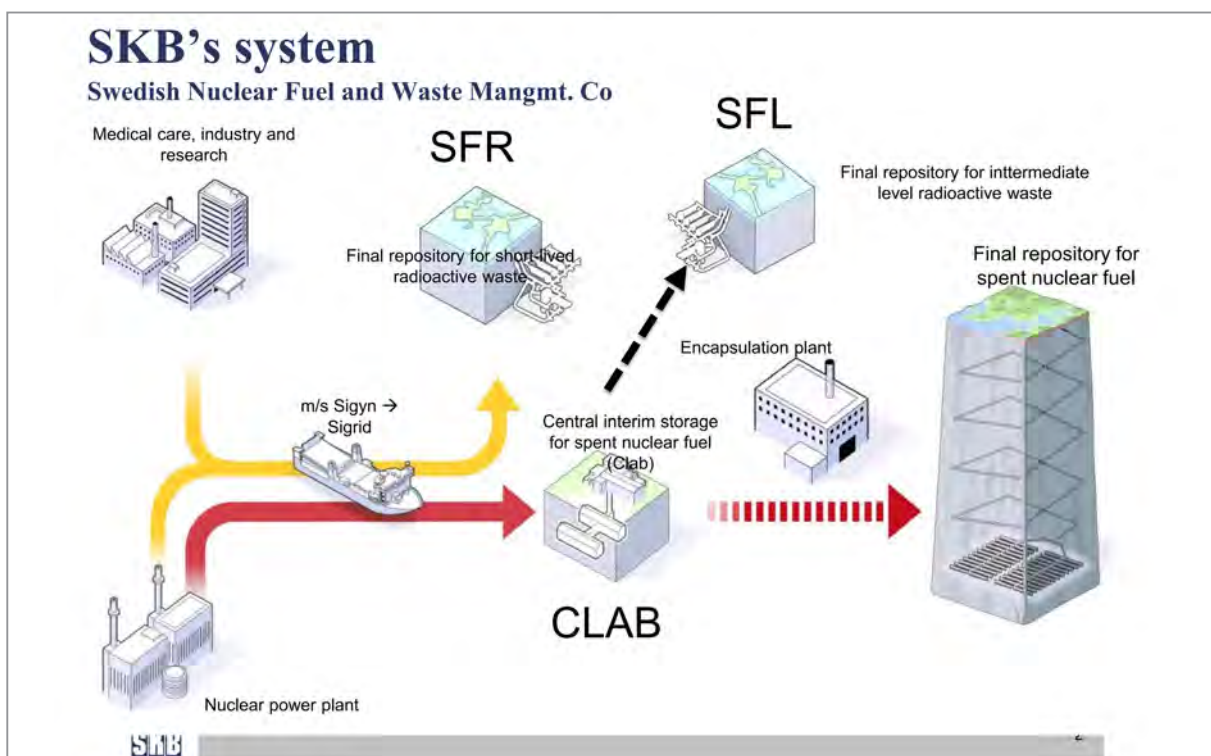 SKB's system
Swedish Nuclear Fuel and Waste Mangmt. Co
Medical care, industry and
research
SFR
Final repository for short-lived
radioactive waste
SFL
Final repository for inttermediate
level radioactive waste
Final repository for
spent nuclear fuel
Encapsulation plant
m/s Sigyn →
Sigrid
Central interim storage
for spent nuclear fuel
(Clab)
CLAB
Nuclear power plant
SKB